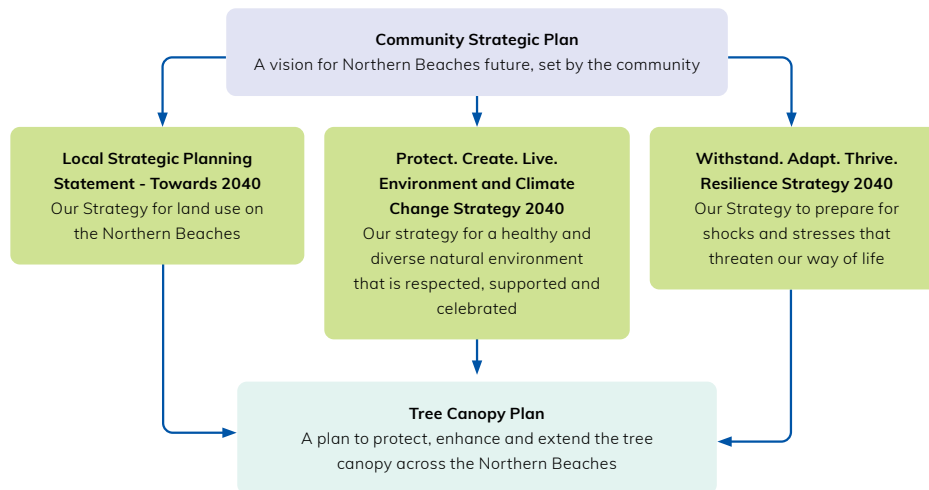 Community Strategic Plan
A vision for Northern Beaches future, set by the community
Local Strategic Planning
Statement - Towards 2040
Our Strategy for land use on
the Northern Beaches
Protect. Create. Live.
Environment and Climate
Change Strategy 2040
Our strategy for a healthy and
diverse natural environment
that is respected, supported and
celebrated
Withstand. Adapt. Thrive.
Resilience Strategy 2040
Our Strategy to prepare for
shocks and stresses that
threaten our way of life
Tree Canopy Plan
A plan to protect, enhance and extend the tree
canopy across the Northern Beaches